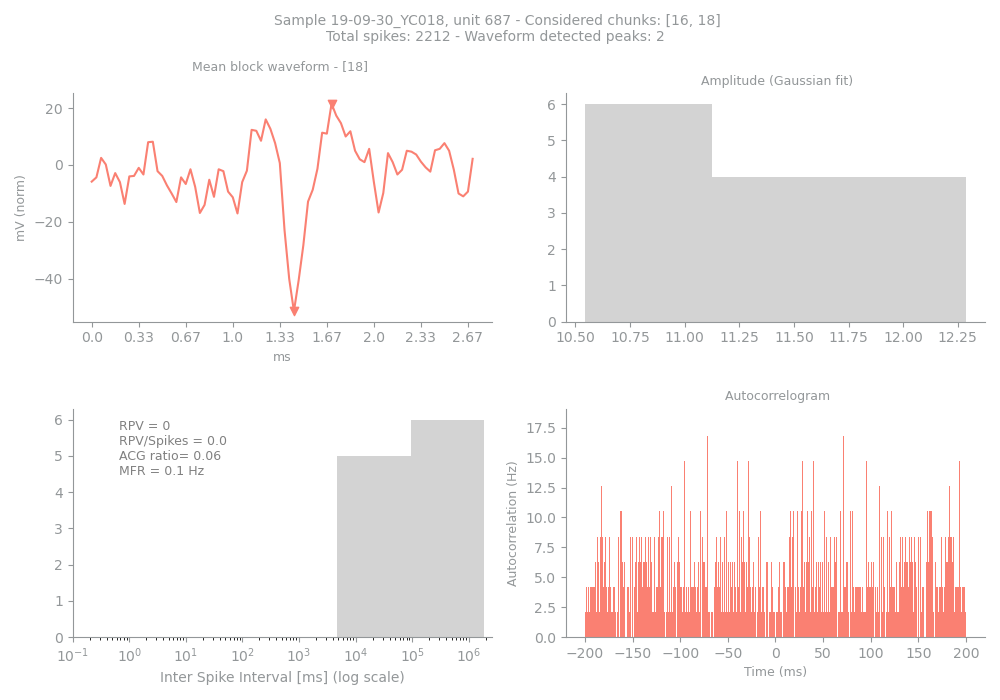 Sample 19-09-30_YC018, unit 687 - Considered chunks: [16, 18]
Total spikes: 2212 - Waveform detected peaks: 2
Mean block waveform - [18]
20
0
−20
−40
mV (norm)
0.0 0.33 0.67 1.0 1.33 1.67 2.0 2.33 2.67
ms
Amplitude (Gaussian fit)
6
5
4
3
2
1
0
10.50 10.75 11.00 11.25 11.50 11.75 12.00 12.25
RPV = 0
RPV/Spikes = 0.0
ACG ratio= 0.06
MFR = 0.1 Hz
6
5
4
3
2
1
0
10⁻¹ 10⁰ 10¹ 10² 10³ 10⁴ 10⁵ 10⁶
Inter Spike Interval [ms] (log scale)
Autocorrelogram
17.5
15.0
12.5
10.0
7.5
5.0
2.5
0.0
Autocorrelation (Hz)
−200 −150 −100 −50 0 50 100 150 200
Time (ms)